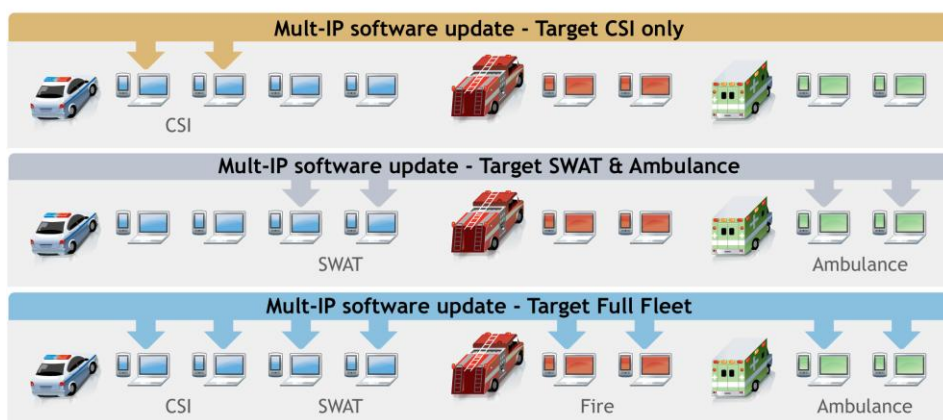 Mult-IP software update - Target CSI only
CSI
Mult-IP software update - Target SWAT & Ambulance
SWAT
Ambulance
Mult-IP software update - Target Full Fleet
CSI
SWAT
Fire
Ambulance